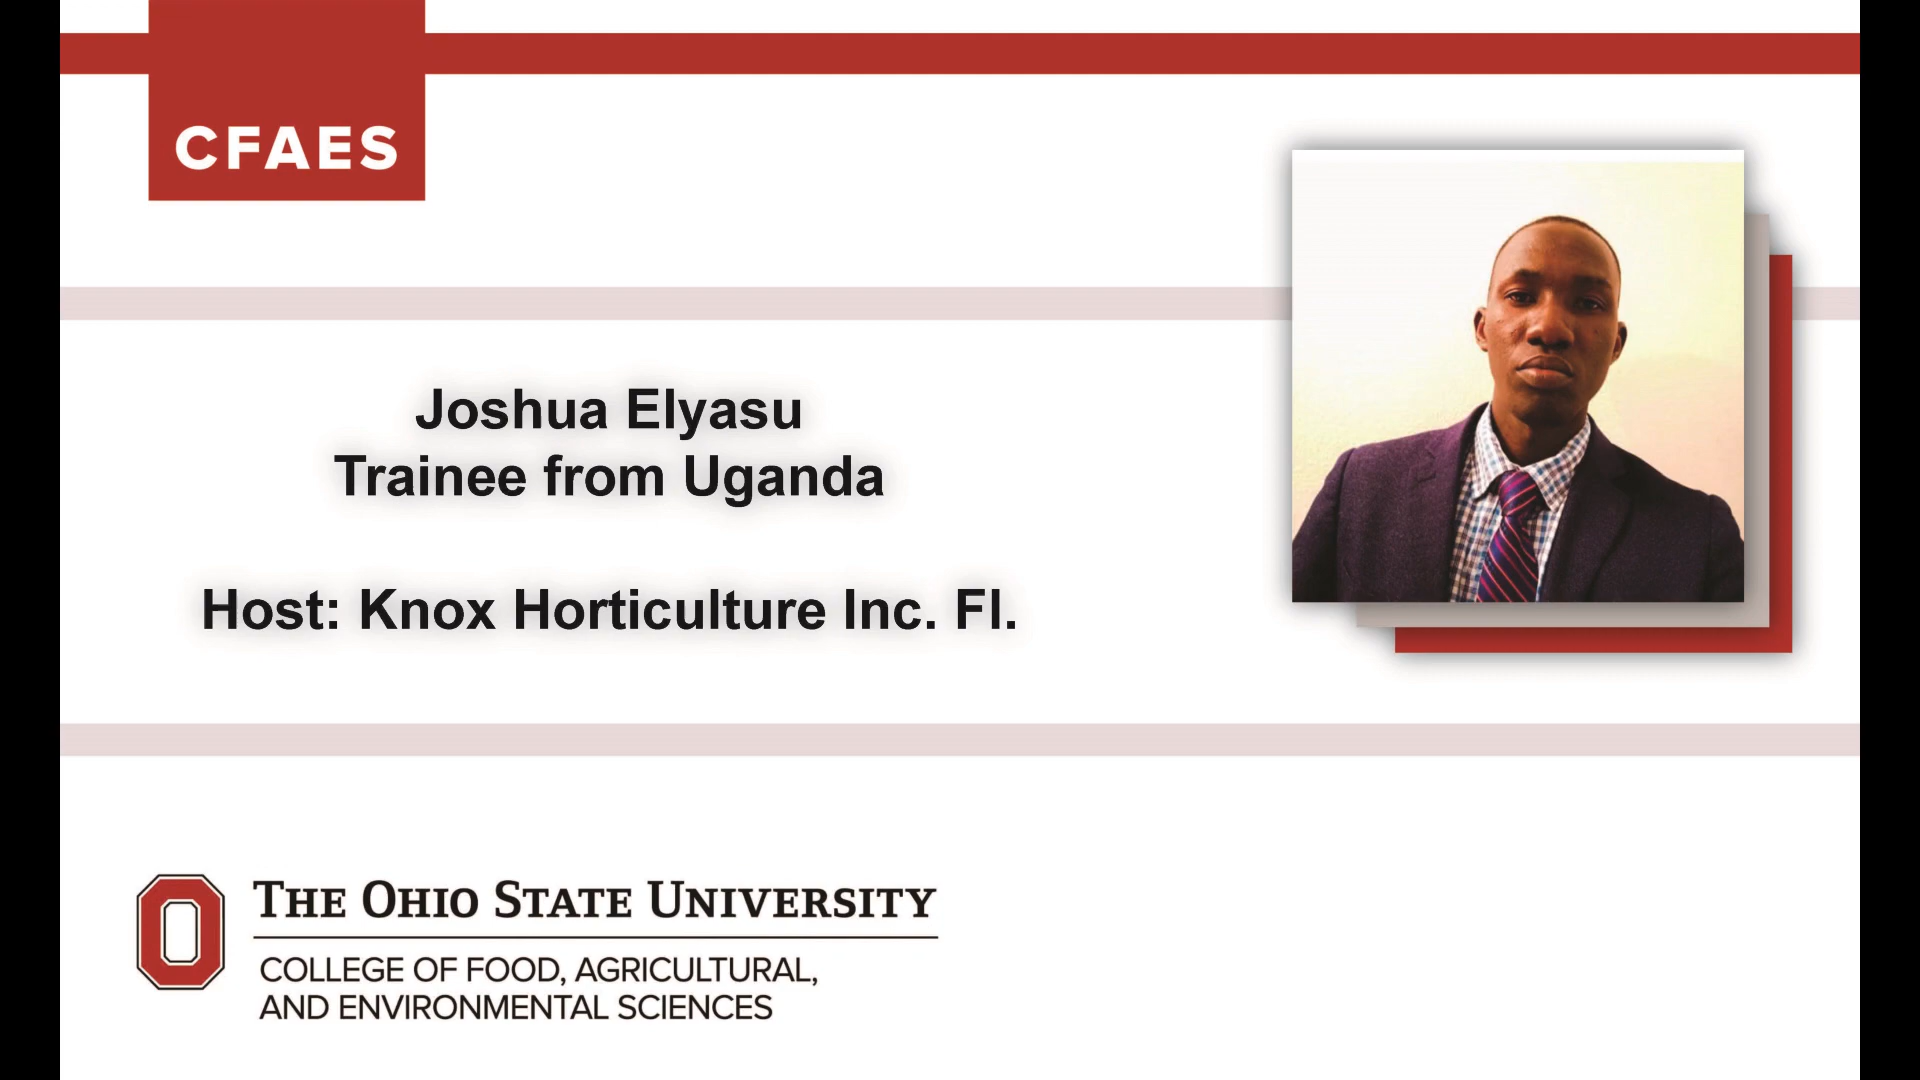 CFAES
Joshua Elyasu
Trainee from Uganda
Host: Knox Horticulture Inc. Fl.
THE OHIO STATE UNIVERSITY
COLLEGE OF FOOD, AGRICULTURAL,
AND ENVIRONMENTAL SCIENCES